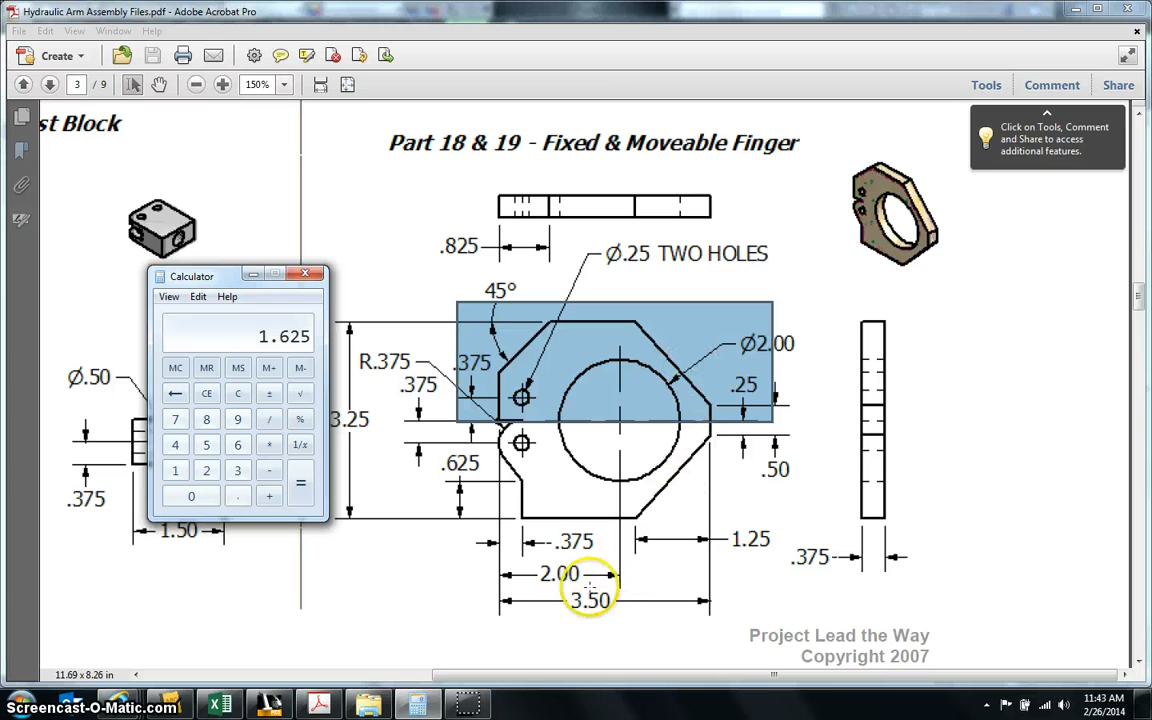 Hydraulic Arm Assembly Files.pdf - Adobe Acrobat Pro
File Edit View Window Help
Create
3 / 9
150%
Tools Comment Share
st Block
Part 18 & 19 - Fixed & Moveable Finger
Click on Tools, Comment
and Share to access
additional features.
.825
Ø.25 TWO HOLES
45°
Ø2.00
R.375
.375
.375
.25
3.25
.625
.50
.375
1.25
2.00
3.50
.375
Ø.50
.375
1.50
Calculator
View Edit Help
1.625
MC MR MS M+ M-
← CE C ± √
7 8 9 / %
4 5 6 * 1/x
1 2 3 - =
0 . +
Project Lead the Way
Copyright 2007
11.69 x 8.26 in
11:43 AM
2/26/2014
Screencast-O-Matic.com